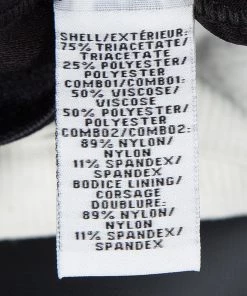 SHELL/EXTÉRIEUR:
75% TRIACETATE/
TRIACETATE
25% POLYESTER/
POLYESTER
COMBO1/COMBO1:
50% VISCOSE/
VISCOSE
50% POLYESTER/
POLYESTER
COMBO2/COMBO2:
89% NYLON/
NYLON
11% SPANDEX/
SPANDEX
BODICE LINING/
CORSAGE
DOUBLURE:
89% NYLON/
NYLON
11% SPANDEX/
SPANDEX